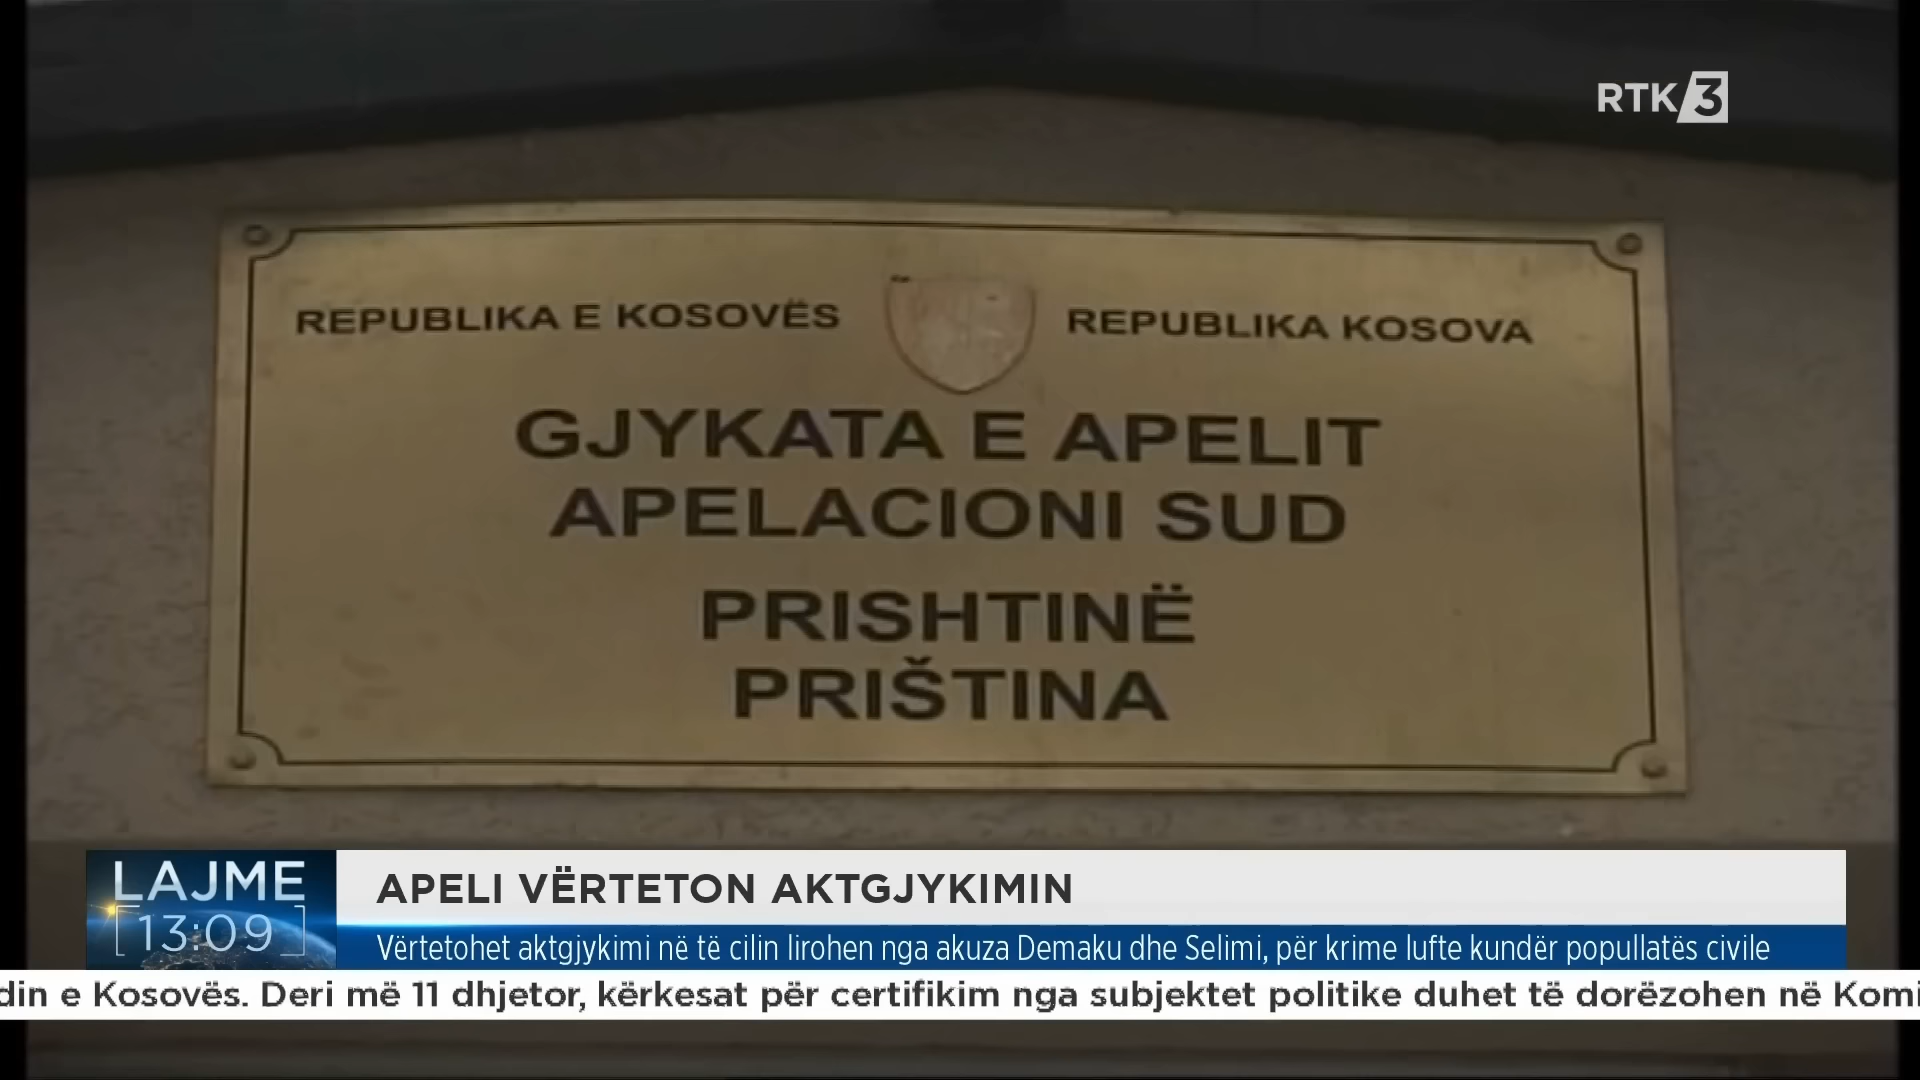 RTK 3
REPUBLIKA E KOSOVËS
REPUBLIKA KOSOVA
GJYKATA E APELIT
APELACIONI SUD
PRISHTINË
PRIŠTINA
LAJME
13:09
APELI VËRTETON AKTGJYKIMIN
Vërtetohet aktgjykimi në të cilin lirohen nga akuza Demaku dhe Selimi, për krime lufte kundër popullatës civile
din e Kosovës. Deri më 11 dhjetor, kërkesat për certifikim nga subjektet politike duhet të dorëzohen në Komi